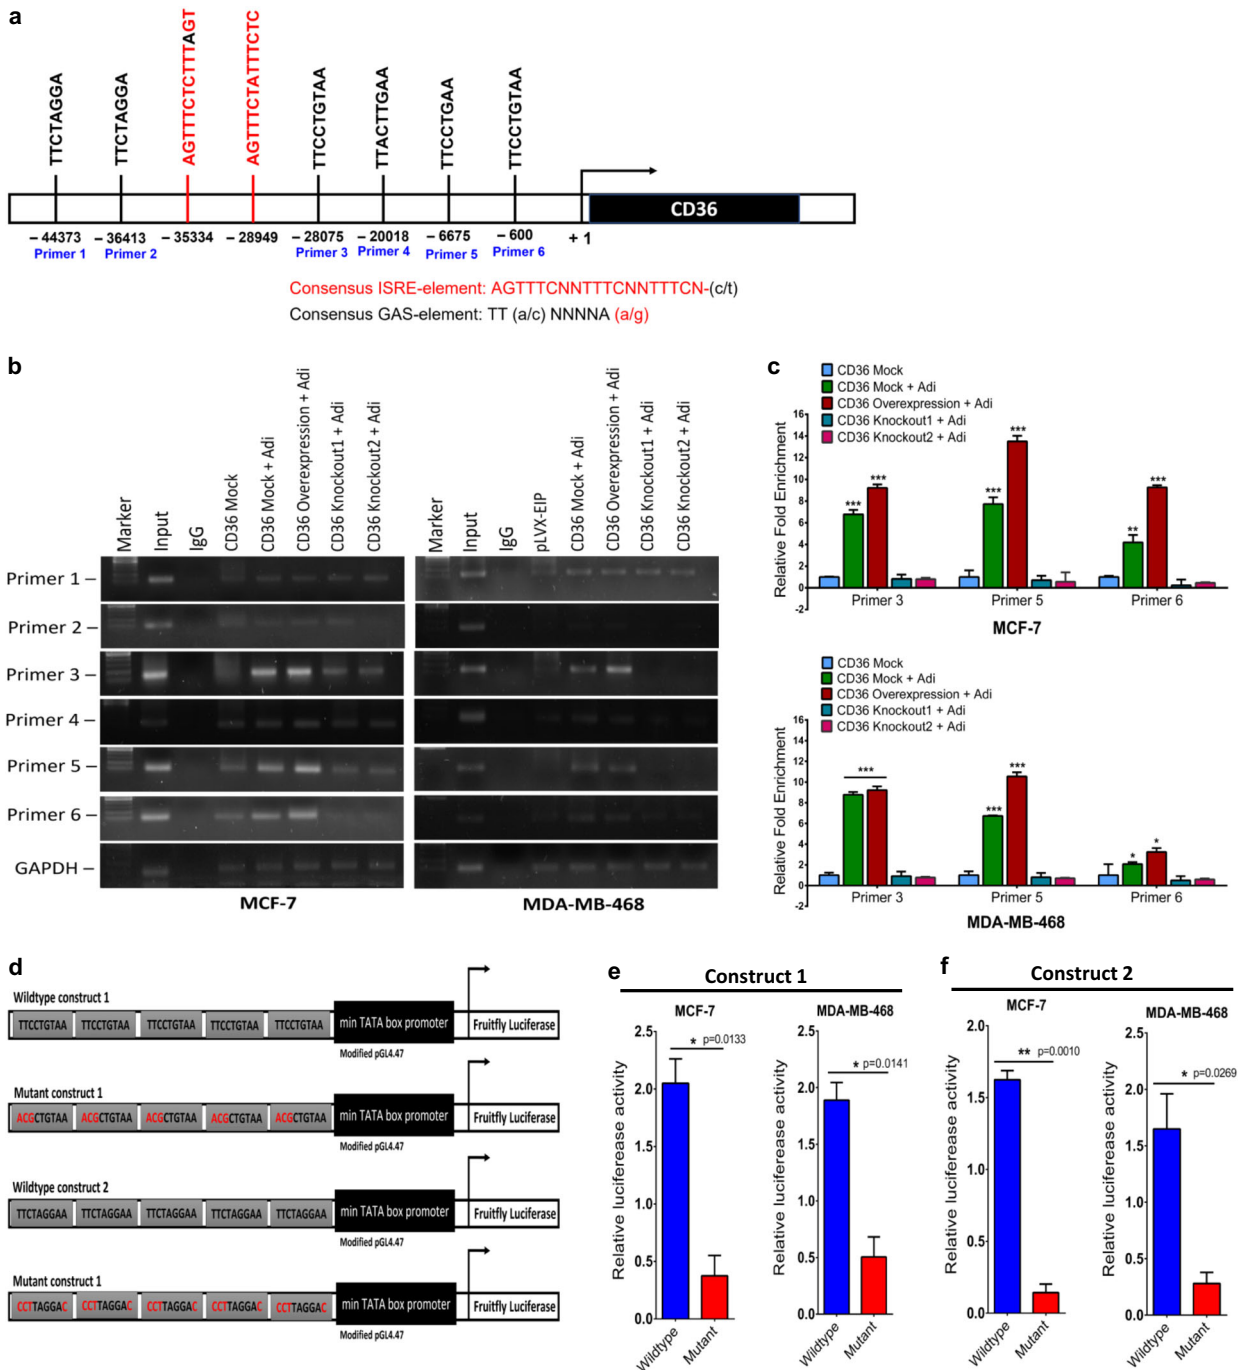 a
TTCTAGGA
TTCTAGGA
AGTTTCTCTTTAGT
AGTTTCTATTTCTC
TTCCTGTAA
TTACTTGAA
TTCCTGAA
TTCCTGTAA
CD36
– 44373
– 36413
– 35334
– 28949
– 28075
– 20018
– 6675
– 600
+ 1
Primer 1
Primer 2
Primer 3
Primer 4
Primer 5
Primer 6
Consensus ISRE-element: AGTTTCNNTTTCNNTTTCN-(c/t)
Consensus GAS-element: TT (a/c) NNNNA (a/g)
b
Marker
Input
IgG
CD36 Mock
CD36 Mock + Adi
CD36 Overexpression + Adi
CD36 Knockout1 + Adi
CD36 Knockout2 + Adi
Marker
Input
IgG
pLVX-EIP
CD36 Mock + Adi
CD36 Overexpression + Adi
CD36 Knockout1 + Adi
CD36 Knockout2 + Adi
Primer 1 –
Primer 2 –
Primer 3 –
Primer 4 –
Primer 5 –
Primer 6 –
GAPDH –
MCF-7
MDA-MB-468
c
CD36 Mock
CD36 Mock + Adi
CD36 Overexpression + Adi
CD36 Knockout1 + Adi
CD36 Knockout2 + Adi
Relative Fold Enrichment
16
14
12
10
8
6
4
2
0
-2
***
***
***
***
**
***
Primer 3
Primer 5
Primer 6
MCF-7
CD36 Mock
CD36 Mock + Adi
CD36 Overexpression + Adi
CD36 Knockout1 + Adi
CD36 Knockout2 + Adi
Relative Fold Enrichment
16
14
12
10
8
6
4
2
0
-2
***
***
***
*
*
Primer 3
Primer 5
Primer 6
MDA-MB-468
d
Wildtype construct 1
TTCCTGTAA TTCCTGTAA TTCCTGTAA TTCCTGTAA TTCCTGTAA min TATA box promoter Fruitfly Luciferase
Modified pGL4.47
Mutant construct 1
ACGCTGTAA ACGCTGTAA ACGCTGTAA ACGCTGTAA ACGCTGTAA min TATA box promoter Fruitfly Luciferase
Modified pGL4.47
Wildtype construct 2
TTCTAGGAA TTCTAGGAA TTCTAGGAA TTCTAGGAA TTCTAGGAA min TATA box promoter Fruitfly Luciferase
Modified pGL4.47
Mutant construct 1
CCTTAGGAC CCTTAGGAC CCTTAGGAC CCTTAGGAC CCTTAGGAC min TATA box promoter Fruitfly Luciferase
Modified pGL4.47
e
Construct 1
MCF-7
Relative luciferease activity
2.5
2.0
1.5
1.0
0.5
0.0
* p=0.0133
Wildtype
Mutant
MDA-MB-468
Relative luciferease activity
2.5
2.0
1.5
1.0
0.5
0.0
* p=0.0141
Wildtype
Mutant
f
Construct 2
MCF-7
Relative luciferease activity
2.0
1.5
1.0
0.5
0.0
** p=0.0010
Wildtype
Mutant
MDA-MB-468
Relative luciferease activity
2.5
2.0
1.5
1.0
0.5
0.0
* p=0.0269
Wildtype
Mutant